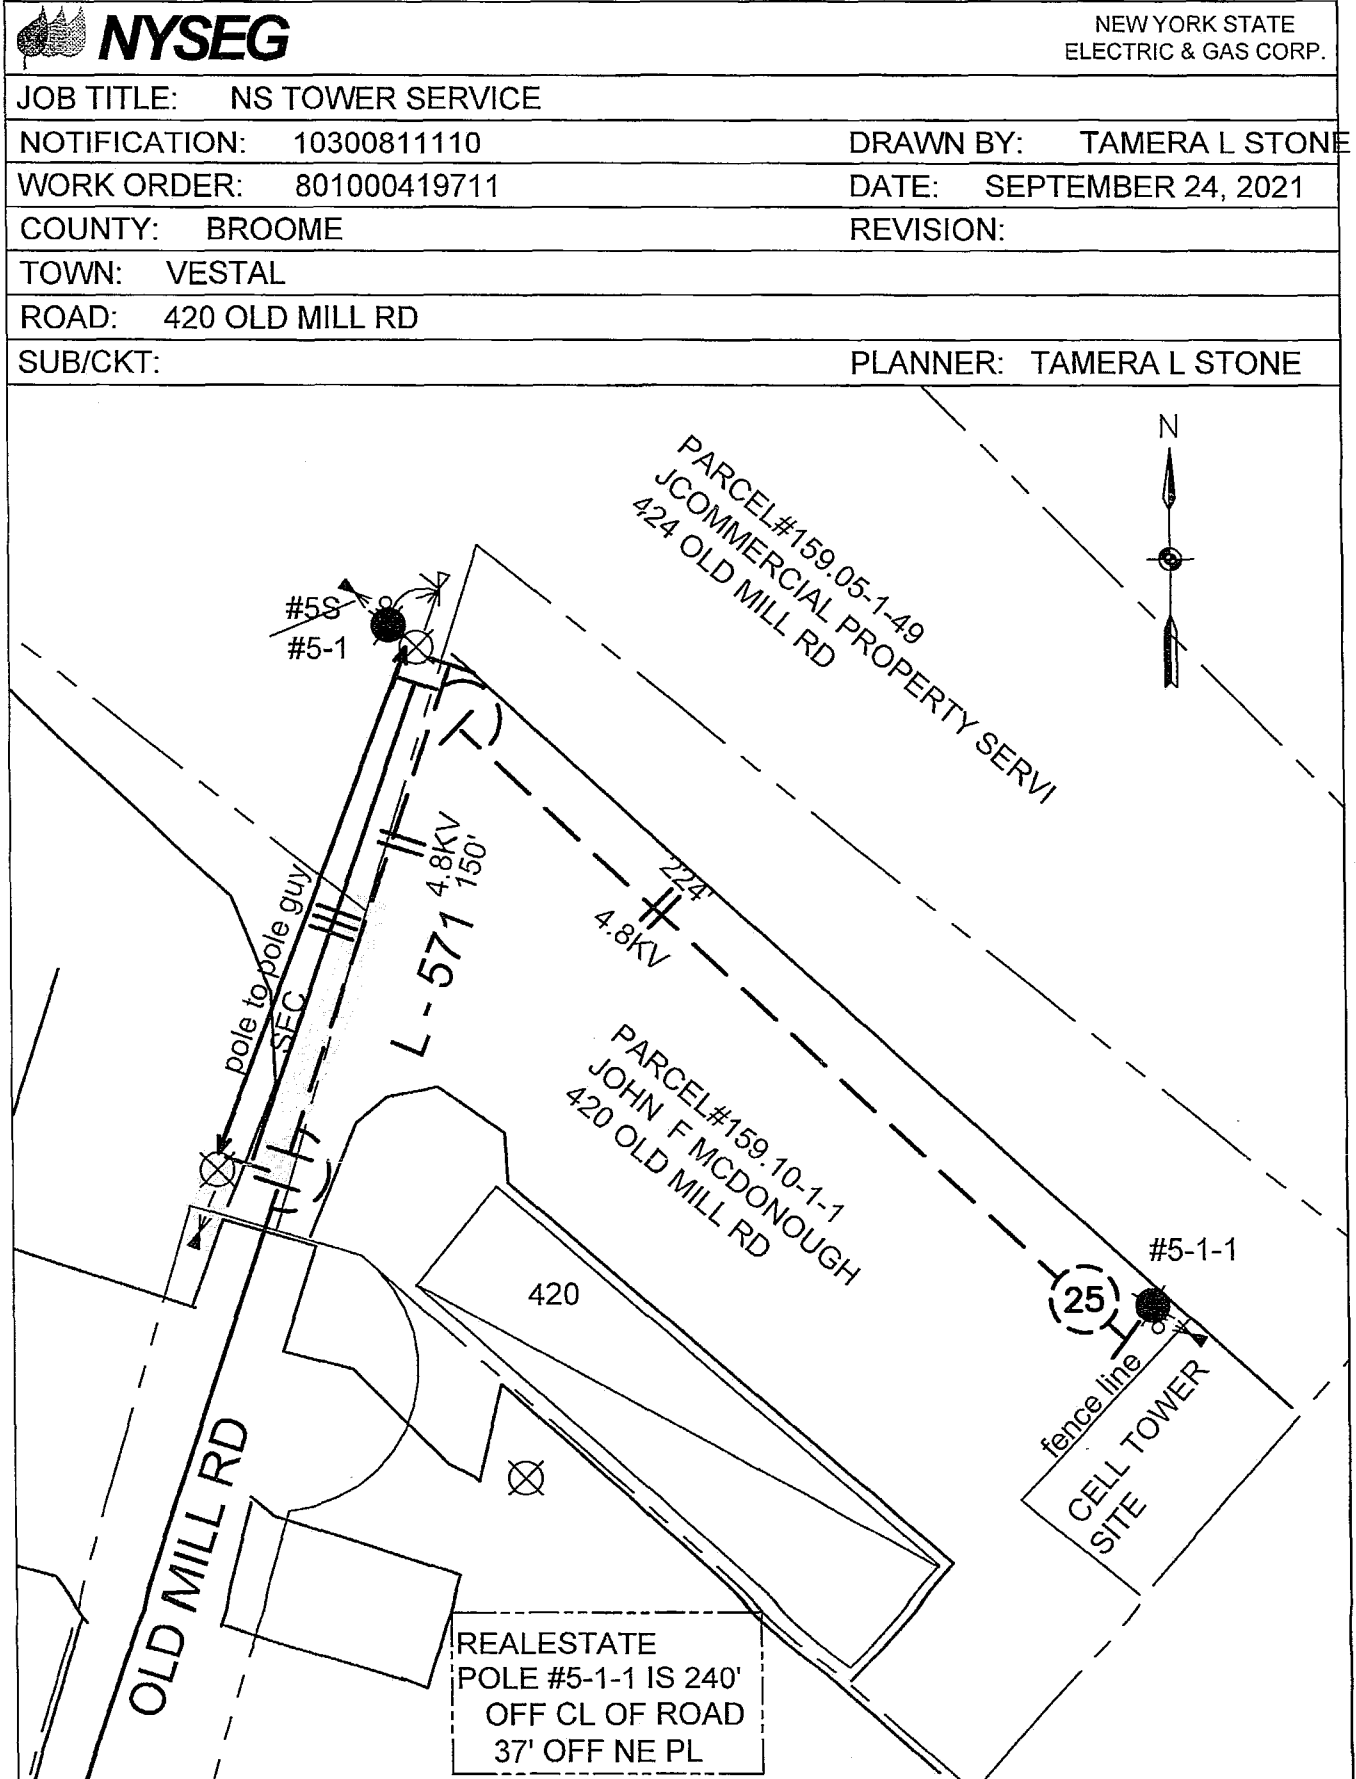 NYSEG
NEW YORK STATE
ELECTRIC & GAS CORP.
JOB TITLE: NS TOWER SERVICE
NOTIFICATION: 10300811110
DRAWN BY: TAMERA L STONE
WORK ORDER: 801000419711
DATE: SEPTEMBER 24, 2021
COUNTY: BROOME
REVISION:
TOWN: VESTAL
ROAD: 420 OLD MILL RD
SUB/CKT:
PLANNER: TAMERA L STONE
N
PARCEL#159.05-1-49
JCOMMERCIAL PROPERTY SERVI
424 OLD MILL RD
#5S
#5-1
4.8KV
150'
224'
4.8KV
L - 571
pole to pole guy
SEC
PARCEL#159.10-1-1
JOHN F MCDONOUGH
420 OLD MILL RD
#5-1-1
25
420
fence line
CELL TOWER
SITE
OLD MILL RD
REALESTATE
POLE #5-1-1 IS 240'
OFF CL OF ROAD
37' OFF NE PL